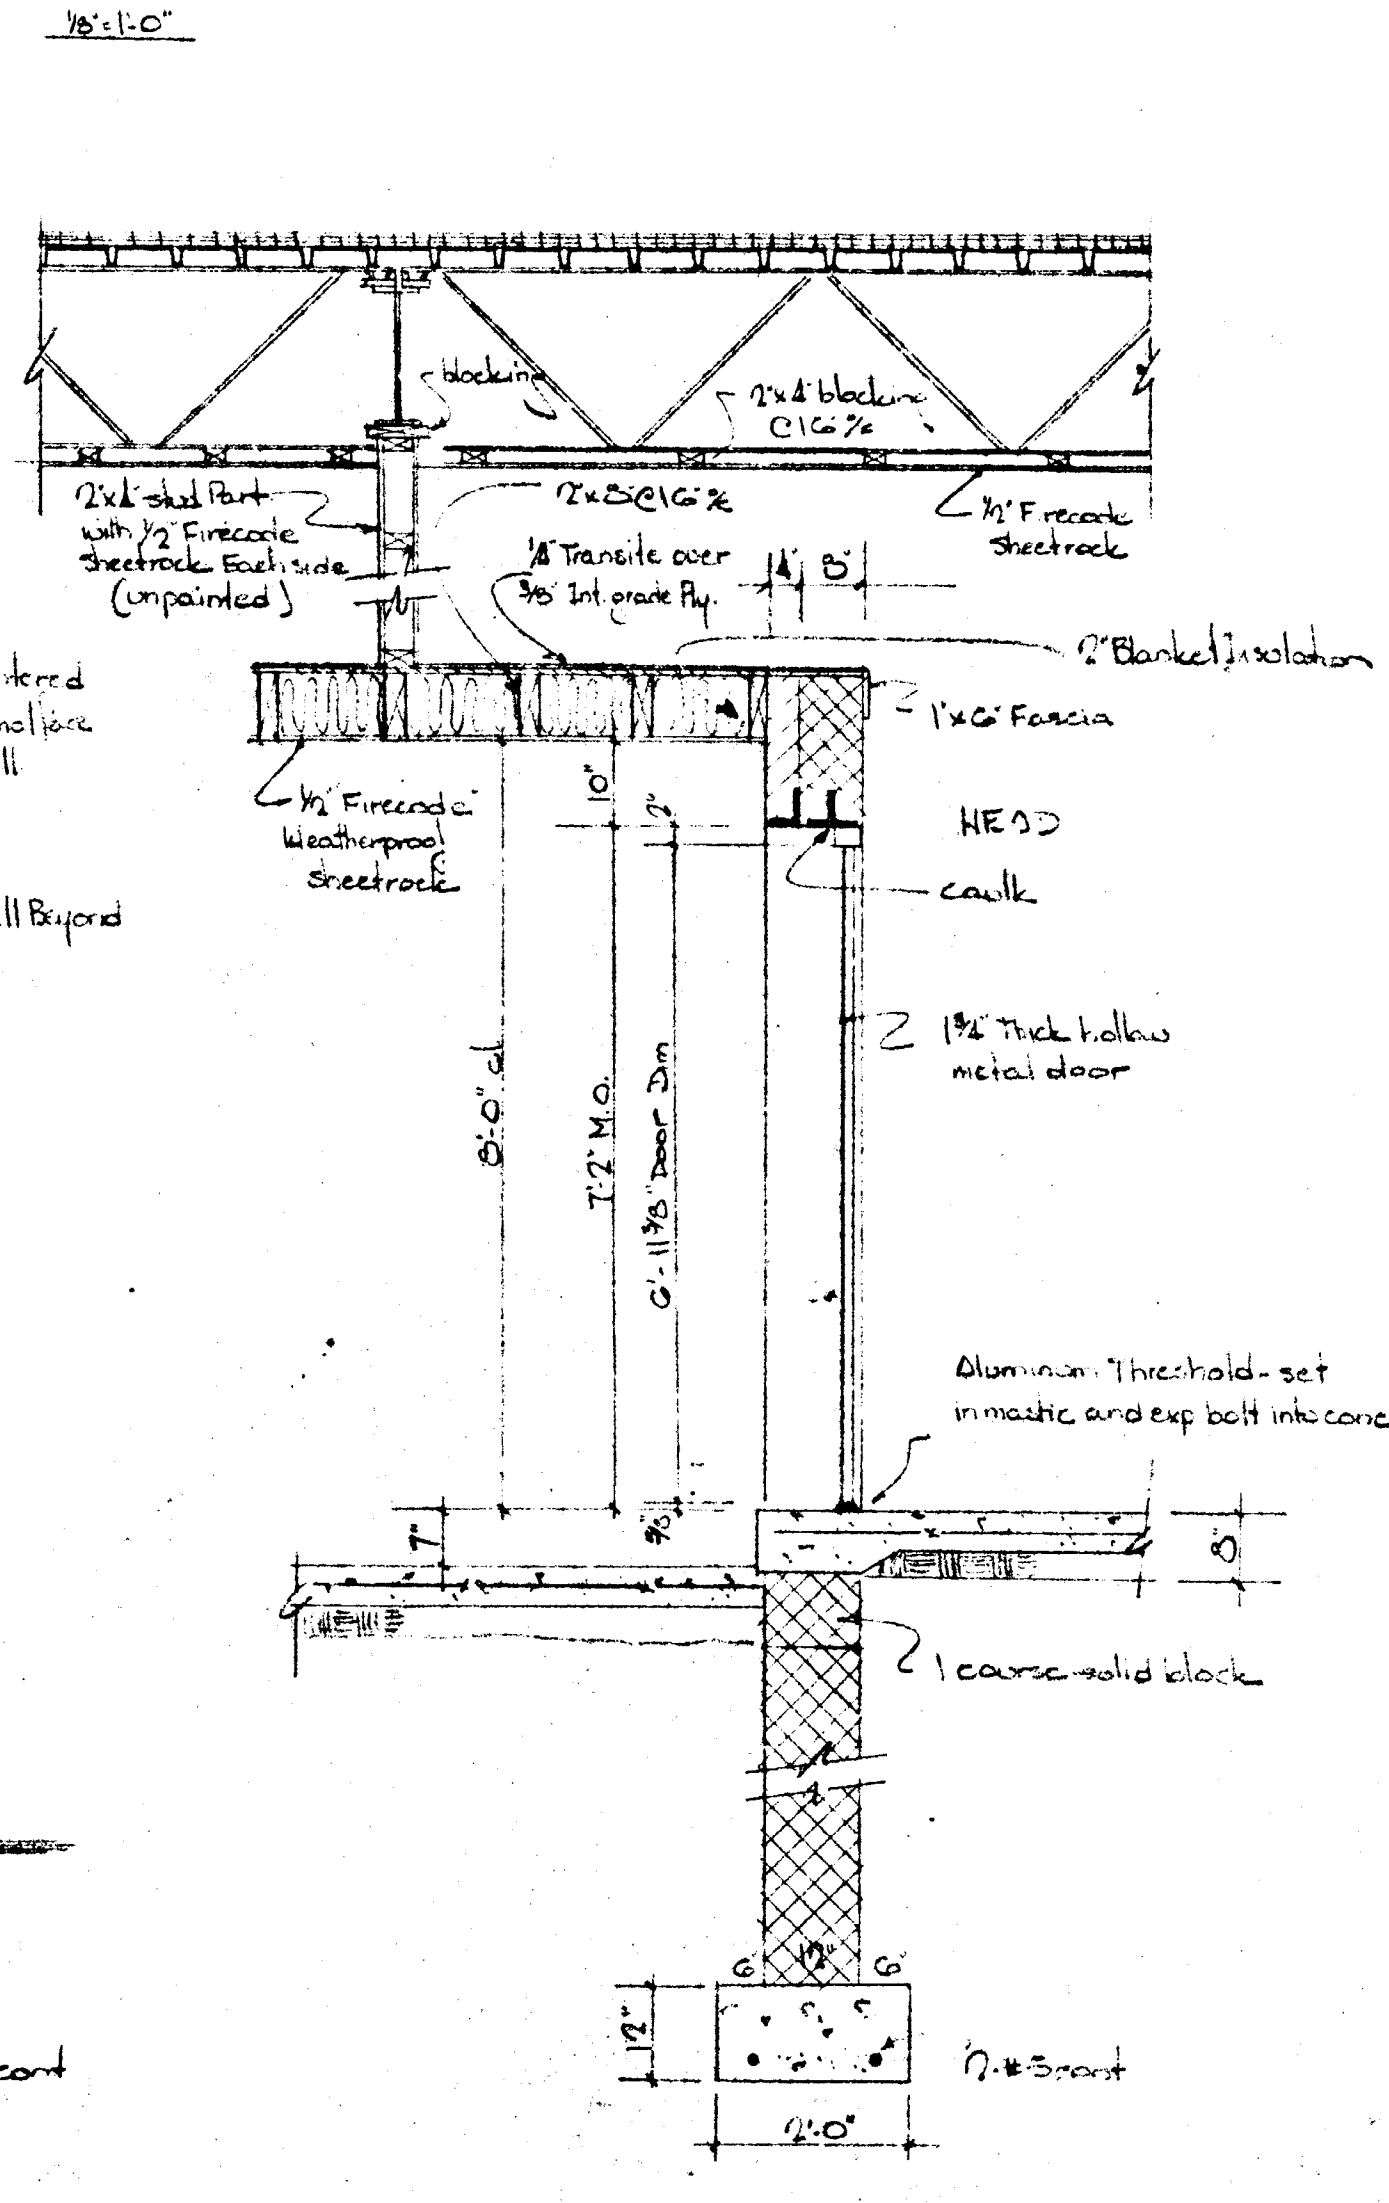 1/8"=1'-0"
blocking
2"x4" blocking
@16" o/c
2"x4" stud Part
with 1/2" Firecode
Sheetrock Each side
(unpainted)
2"x8"@16" o/c
1/2" Firecode
sheetrock
1/4" Transite over
3/8" Int. grade Ply.
4" 8"
2" Blanket Insulation
1"x6" Fascia
tered
face
ll
1/2" Firecode
Weatherproof
sheetrock
10"
2"
HEAD
caulk
ll Beyond
1 3/4" Thick hollow
metal door
8'-0" cl
7'-2" M.O.
6'-11 3/8" Door Dim
Aluminum Threshold - set
in mastic and exp bolt into conc
7"
5/8"
8"
1 course solid block
6" 12" 6"
12"
2-#5 cont
cont
2'-0"